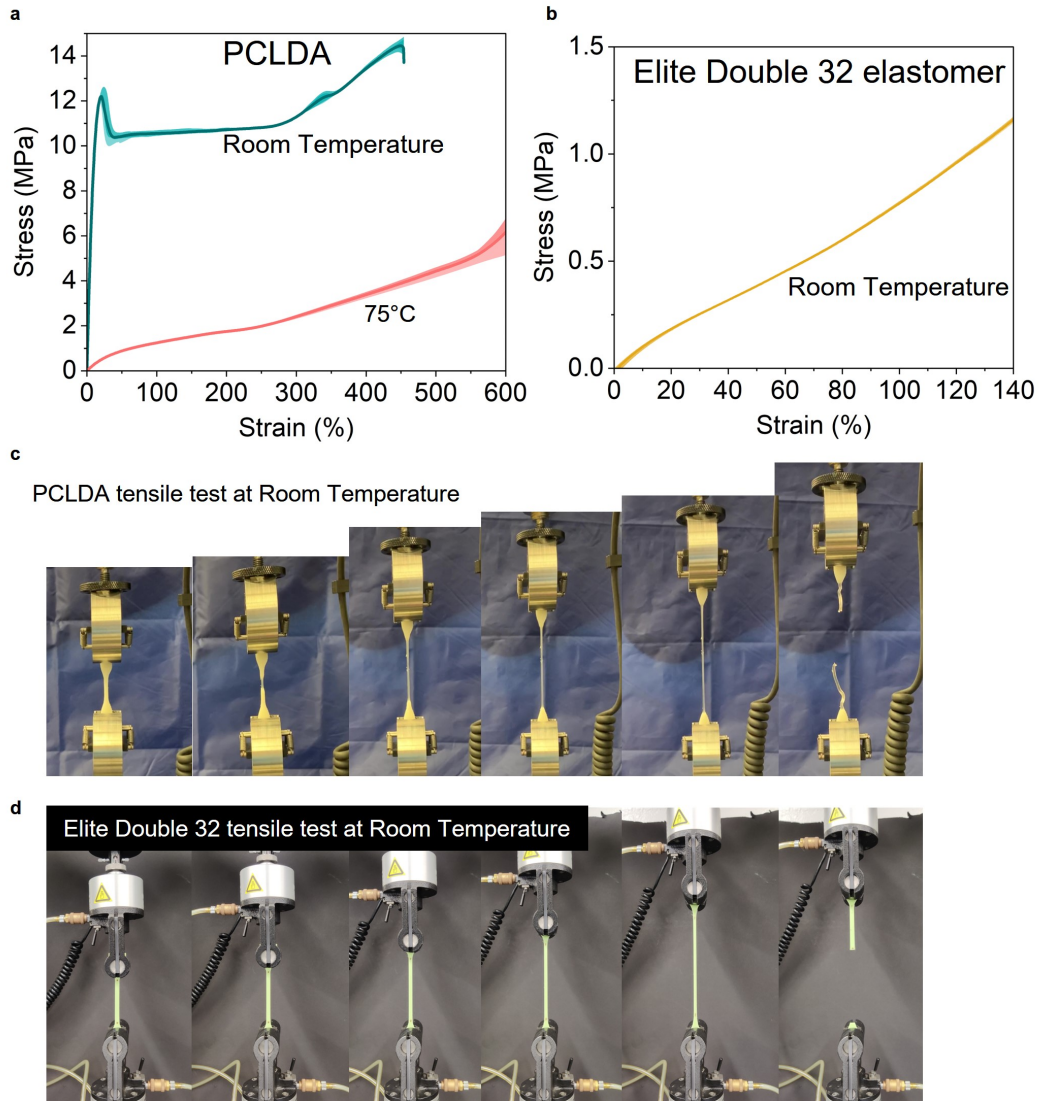 a
PCLDA
Room Temperature
75°C
14
12
10
8
6
4
2
0
Stress (MPa)
0 100 200 300 400 500 600
Strain (%)
b
Elite Double 32 elastomer
Room Temperature
1.5
1.0
0.5
0.0
Stress (MPa)
0 20 40 60 80 100 120 140
Strain (%)
c
PCLDA tensile test at Room Temperature
d
Elite Double 32 tensile test at Room Temperature